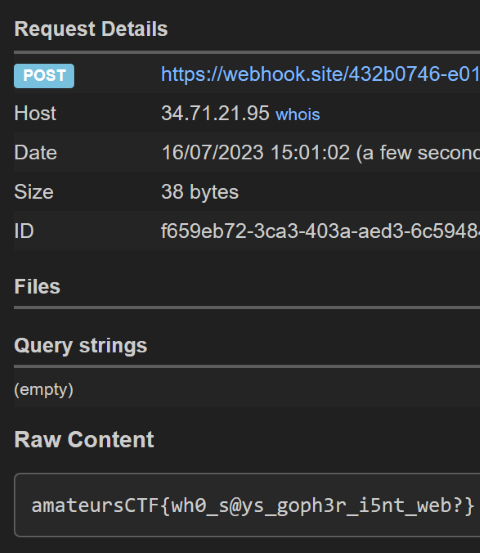 Request Details
POST https://webhook.site/432b0746-e01
Host 34.71.21.95 whois
Date 16/07/2023 15:01:02 (a few second
Size 38 bytes
ID f659eb72-3ca3-403a-aed3-6c59484
Files
Query strings
(empty)
Raw Content
amateursCTF{wh0_s@ys_goph3r_i5nt_web?}